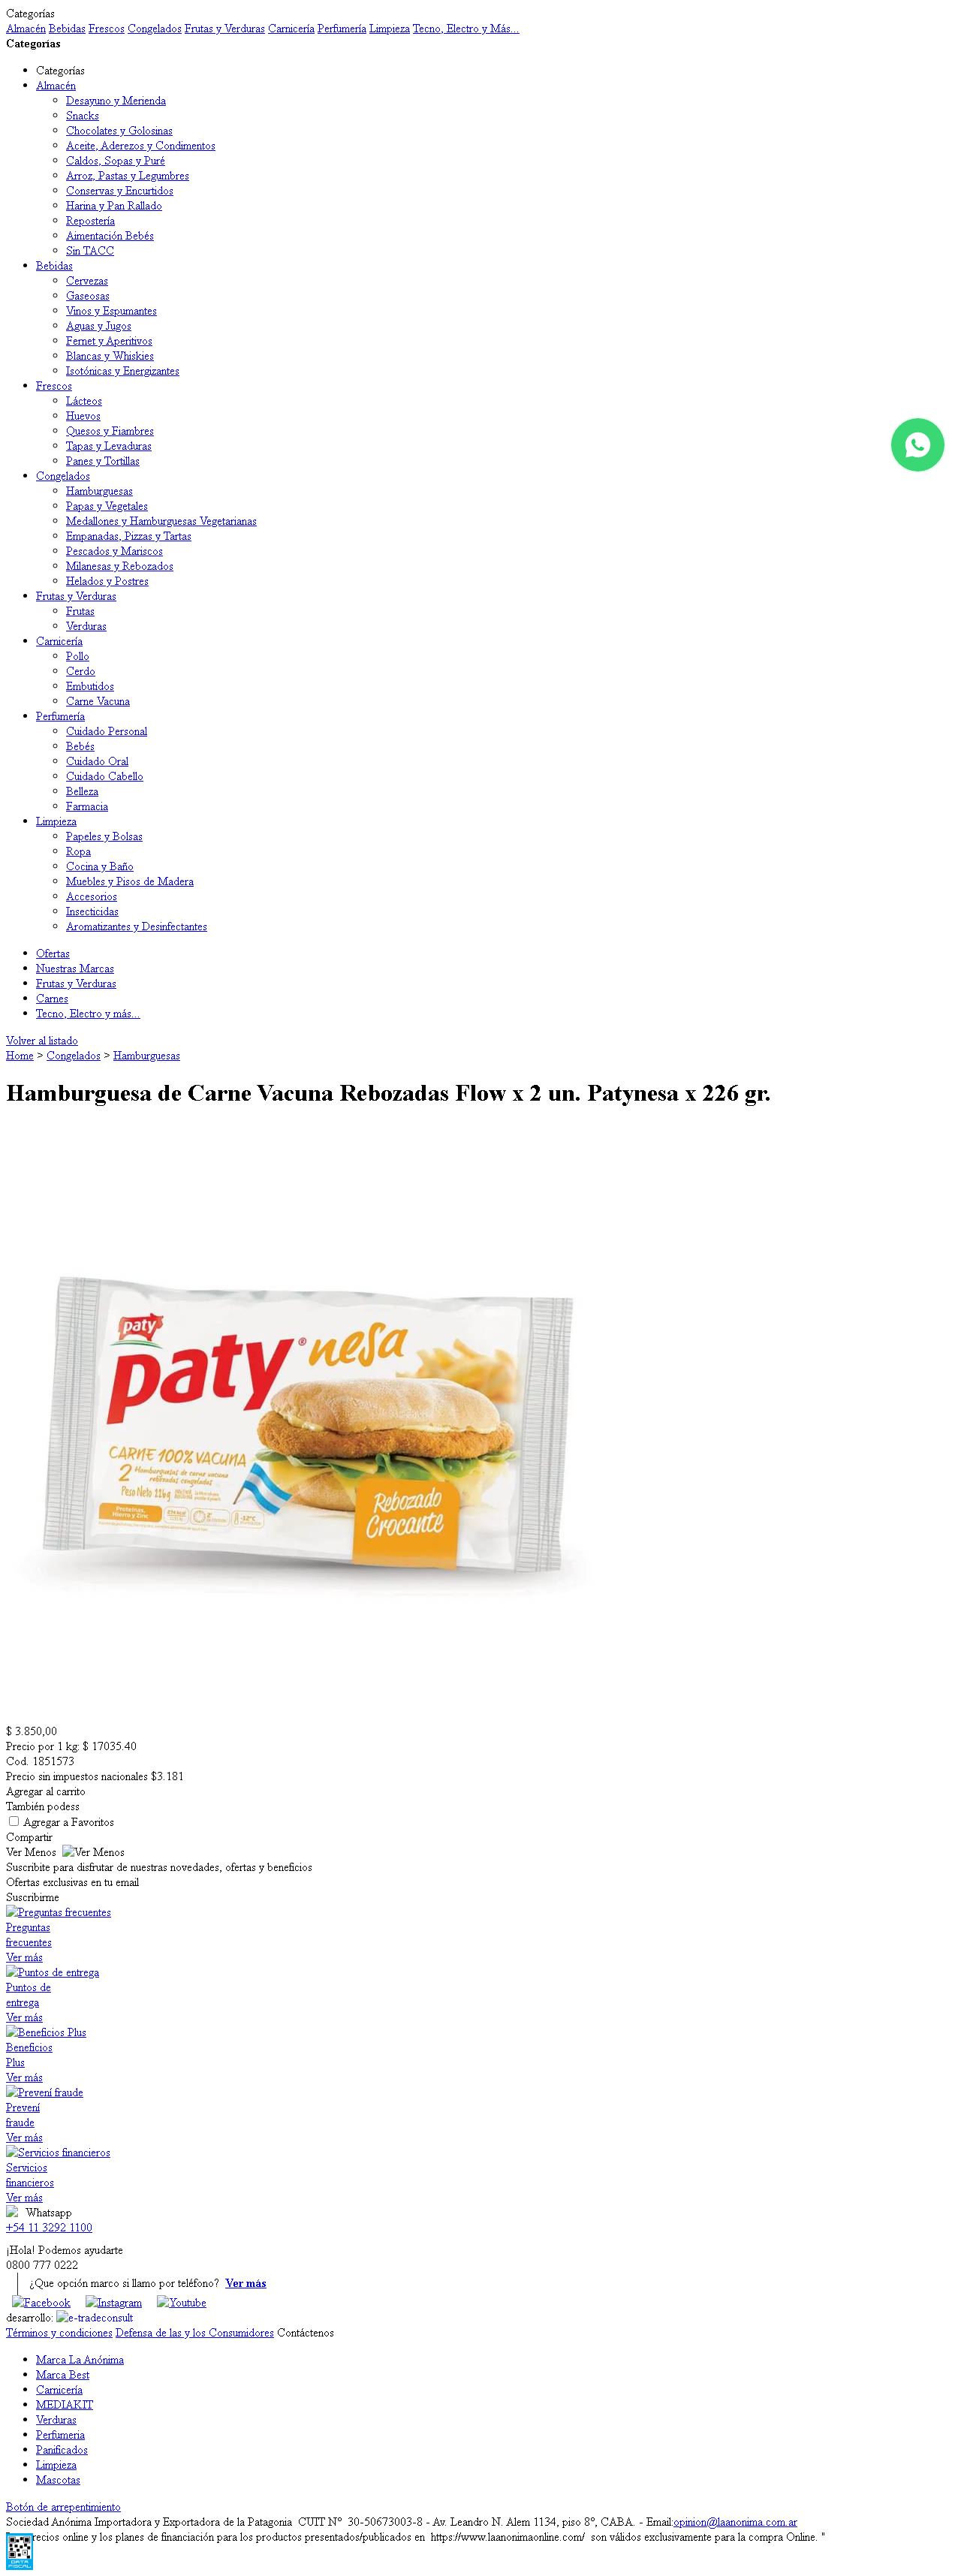 Categorías
Almacén Bebidas Frescos Congelados Frutas y Verduras Carnicería Perfumería Limpieza Tecno, Electro y Más...
Categorías
Categorías
Almacén
Desayuno y Merienda
Snacks
Chocolates y Golosinas
Aceite, Aderezos y Condimentos
Caldos, Sopas y Puré
Arroz, Pastas y Legumbres
Conservas y Encurtidos
Harina y Pan Rallado
Repostería
Aimentación Bebés
Sin TACC
Bebidas
Cervezas
Gaseosas
Vinos y Espumantes
Aguas y Jugos
Fernet y Aperitivos
Blancas y Whiskies
Isotónicas y Energizantes
Frescos
Lácteos
Huevos
Quesos y Fiambres
Tapas y Levaduras
Panes y Tortillas
Congelados
Hamburguesas
Papas y Vegetales
Medallones y Hamburguesas Vegetarianas
Empanadas, Pizzas y Tartas
Pescados y Mariscos
Milanesas y Rebozados
Helados y Postres
Frutas y Verduras
Frutas
Verduras
Carnicería
Pollo
Cerdo
Embutidos
Carne Vacuna
Perfumería
Cuidado Personal
Bebés
Cuidado Oral
Cuidado Cabello
Belleza
Farmacia
Limpieza
Papeles y Bolsas
Ropa
Cocina y Baño
Muebles y Pisos de Madera
Accesorios
Insecticidas
Aromatizantes y Desinfectantes
Ofertas
Nuestras Marcas
Frutas y Verduras
Carnes
Tecno, Electro y más...
Volver al listado
Home > Congelados > Hamburguesas
Hamburguesa de Carne Vacuna Rebozadas Flow x 2 un. Patynesa x 226 gr.
paty
paty® nesa
CARNE 100% VACUNA
2 Hamburguesas de carne vacuna rebozadas congeladas
Peso Neto 116g
Proteínas, Hierro y Zinc
-12°C
Rebozado Crocante
$ 3.850,00
Precio por 1 kg: $ 17035.40
Cod. 1851573
Precio sin impuestos nacionales $3.181
Agregar al carrito
También podess
Agregar a Favoritos
Compartir
Ver Menos Ver Menos
Suscribite para disfrutar de nuestras novedades, ofertas y beneficios
Ofertas exclusivas en tu email
Suscribirme
Preguntas frecuentes
Preguntas
frecuentes
Ver más
Puntos de entrega
Puntos de
entrega
Ver más
Beneficios Plus
Beneficios
Plus
Ver más
Prevení fraude
Prevení
fraude
Ver más
Servicios financieros
Servicios
financieros
Ver más
Whatsapp
+54 11 3292 1100
¡Hola! Podemos ayudarte
0800 777 0222
¿Que opción marco si llamo por teléfono? Ver más
Facebook Instagram Youtube
desarrollo: e-tradeconsult
Términos y condiciones Defensa de las y los Consumidores Contáctenos
Marca La Anónima
Marca Best
Carnicería
MEDIAKIT
Verduras
Perfumeria
Panificados
Limpieza
Mascotas
Botón de arrepentimiento
Sociedad Anónima Importadora y Exportadora de la Patagonia CUIT Nº 30-50673003-8 - Av. Leandro N. Alem 1134, piso 8º, CABA. - Email:opinion@laanonima.com.ar
recios online y los planes de financiación para los productos presentados/publicados en https://www.laanonimaonline.com/ son válidos exclusivamente para la compra Online. "
DATA FISCAL